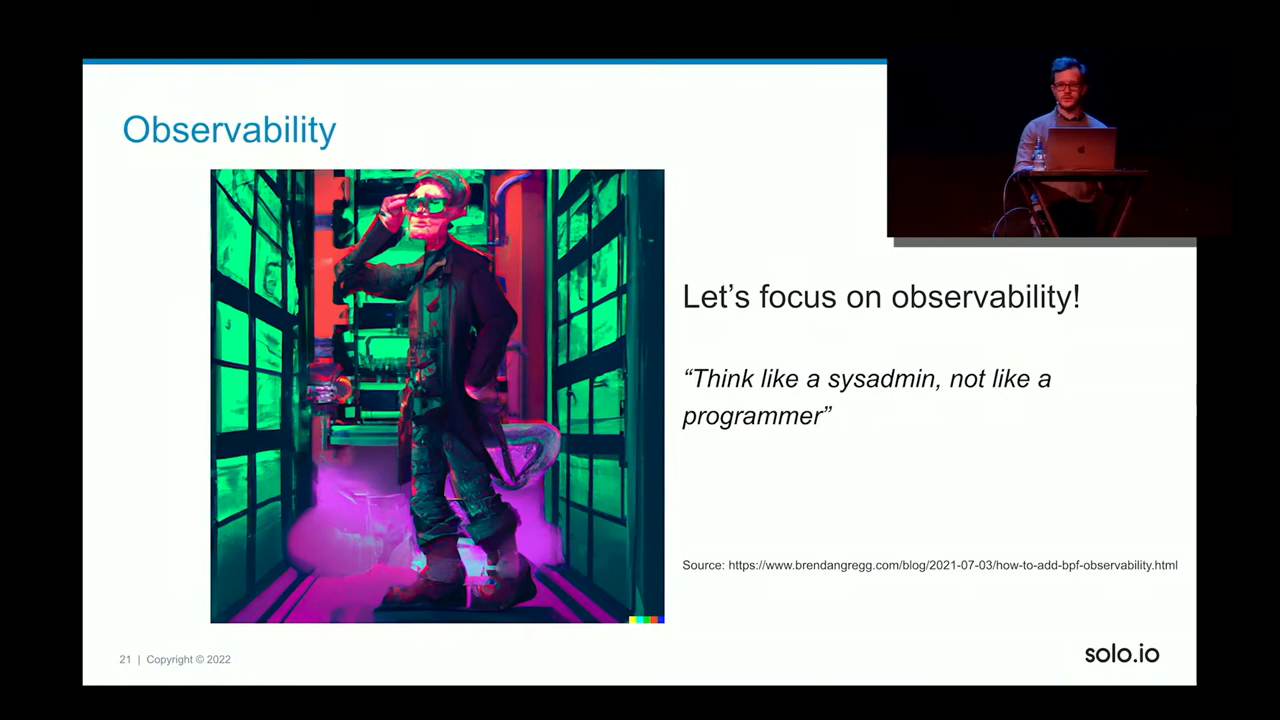 Observability
Let’s focus on observability!
“Think like a sysadmin, not like a
programmer”
Source: https://www.brendangregg.com/blog/2021-07-03/how-to-add-bpf-observability.html
21 | Copyright © 2022
solo.io